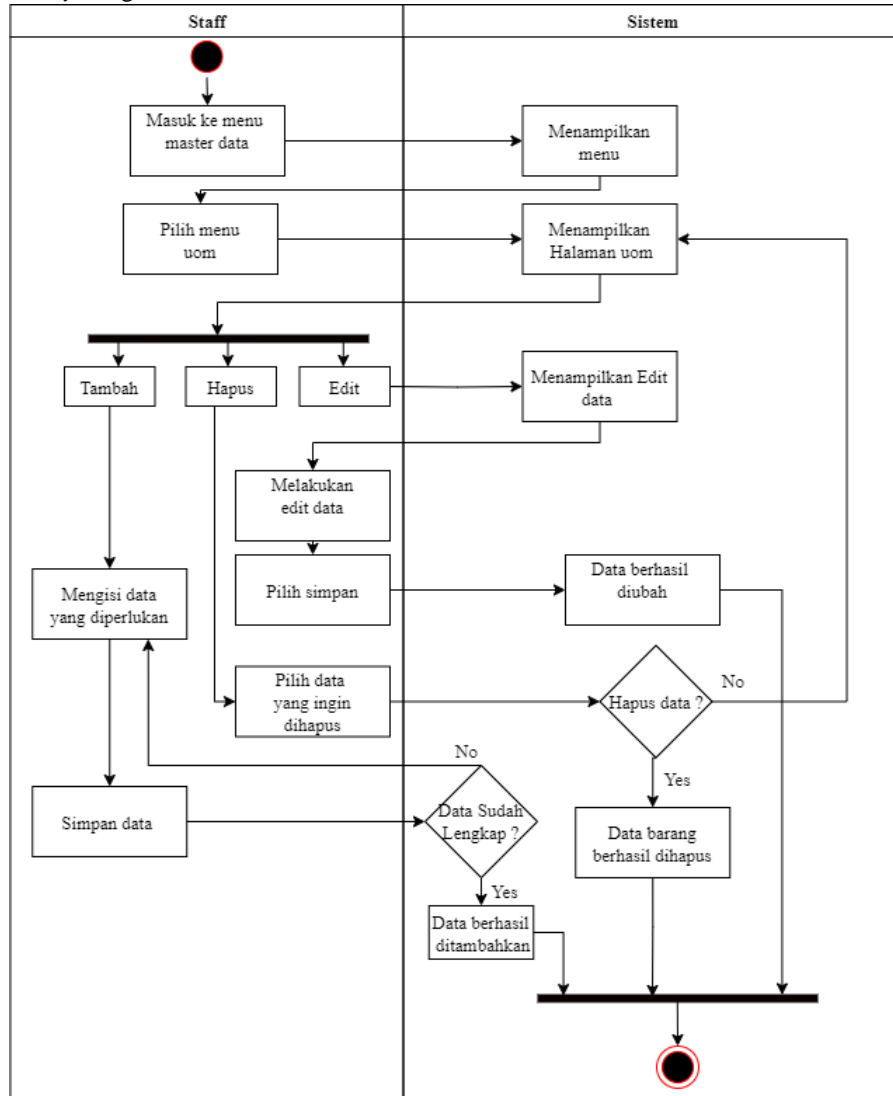 Staff
Sistem
Masuk ke menu
master data
Menampilkan
menu
Pilih menu
uom
Menampilkan
Halaman uom
Tambah
Hapus
Edit
Menampilkan Edit
data
Melakukan
edit data
Mengisi data
yang diperlukan
Pilih simpan
Data berhasil
diubah
Pilih data
yang ingin
dihapus
Hapus data ?
No
Yes
No
Simpan data
Data Sudah
Lengkap ?
Data barang
berhasil dihapus
Yes
Data berhasil
ditambahkan